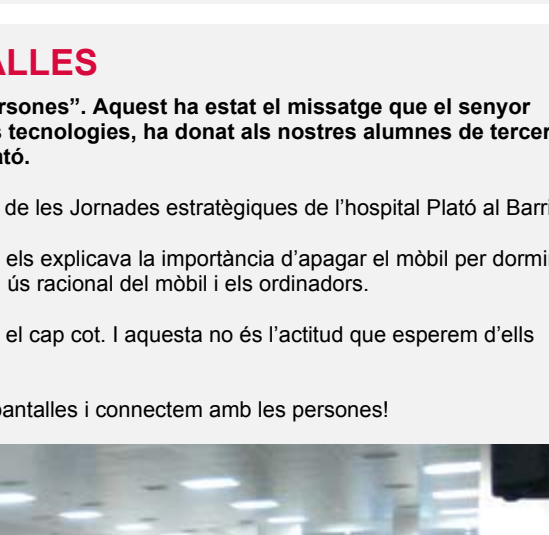 ALLES
rsones”. Aquest ha estat el missatge que el senyor
s tecnologies, ha donat als nostres alumnes de tercer
ató.
de les Jornades estratègiques de l’hospital Plató al Barri
els explicava la importància d’apagar el mòbil per dormi
ús racional del mòbil i els ordinadors.
el cap cot. I aquesta no és l’actitud que esperem d’ells
pantalles i connectem amb les persones!